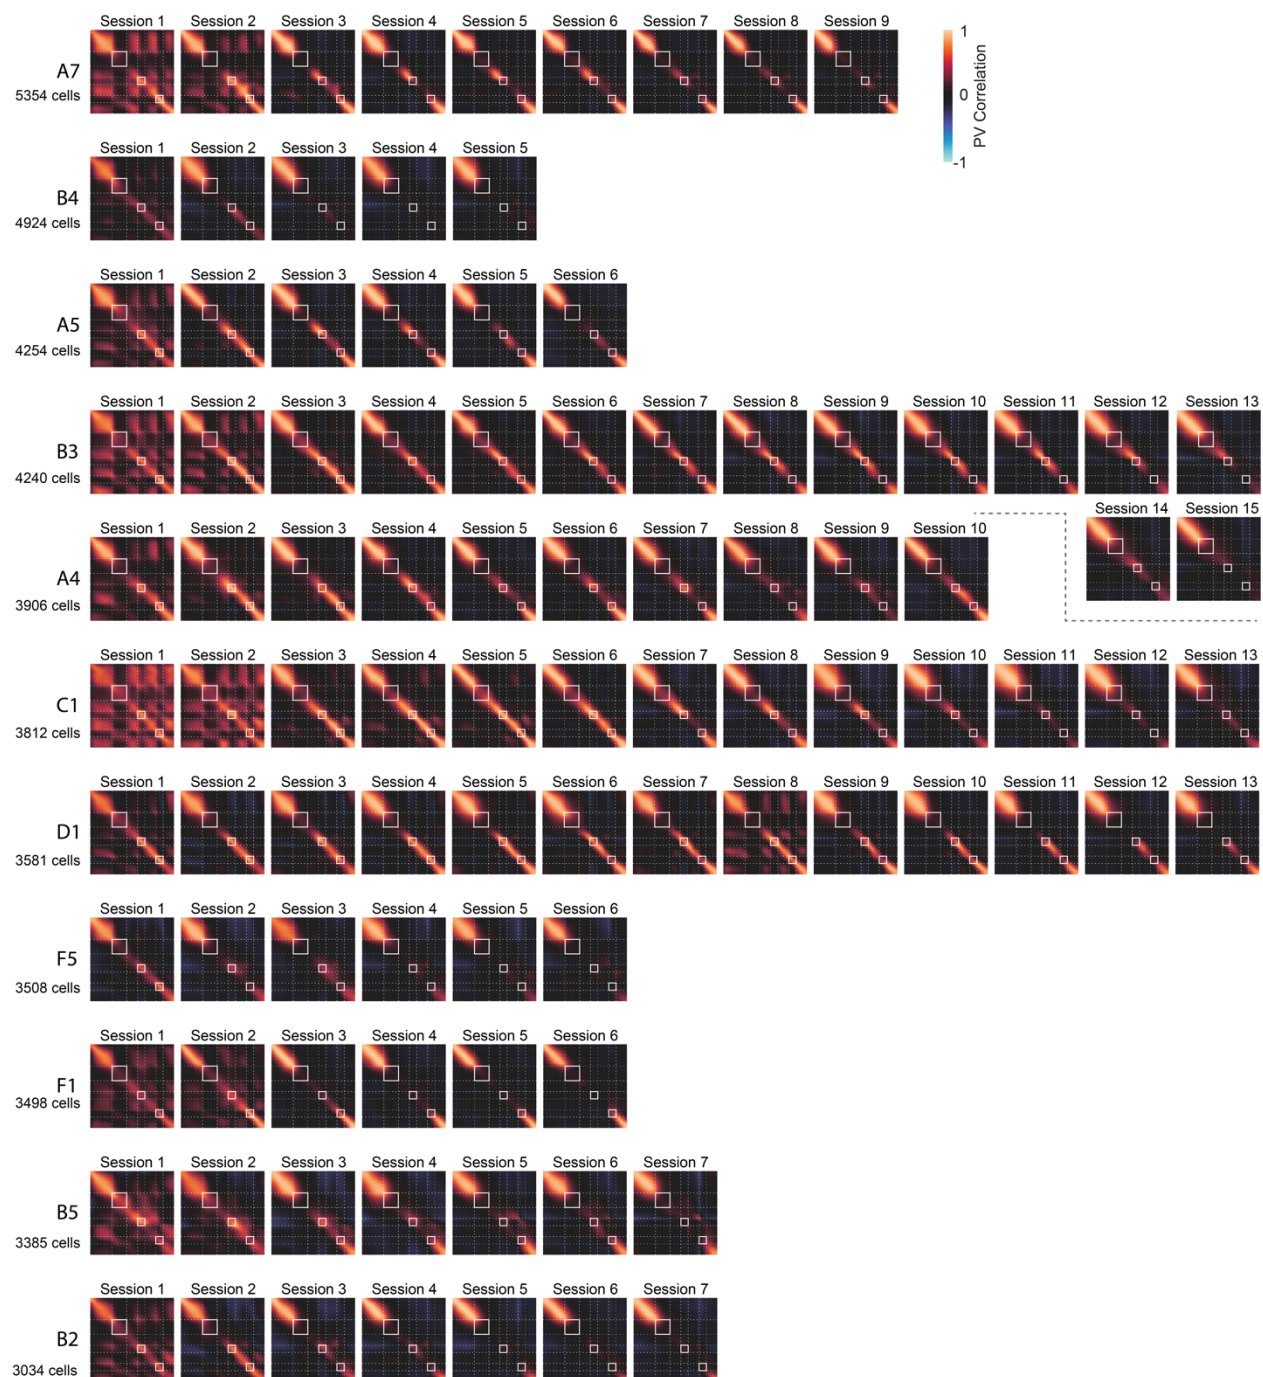 Session 1 Session 2 Session 3 Session 4 Session 5 Session 6 Session 7 Session 8 Session 9
A7
5354 cells
1
0
-1
PV Correlation
Session 1 Session 2 Session 3 Session 4 Session 5
B4
4924 cells
Session 1 Session 2 Session 3 Session 4 Session 5 Session 6
A5
4254 cells
Session 1 Session 2 Session 3 Session 4 Session 5 Session 6 Session 7 Session 8 Session 9 Session 10 Session 11 Session 12 Session 13
B3
4240 cells
Session 14 Session 15
Session 1 Session 2 Session 3 Session 4 Session 5 Session 6 Session 7 Session 8 Session 9 Session 10
A4
3906 cells
Session 1 Session 2 Session 3 Session 4 Session 5 Session 6 Session 7 Session 8 Session 9 Session 10 Session 11 Session 12 Session 13
C1
3812 cells
Session 1 Session 2 Session 3 Session 4 Session 5 Session 6 Session 7 Session 8 Session 9 Session 10 Session 11 Session 12 Session 13
D1
3581 cells
Session 1 Session 2 Session 3 Session 4 Session 5 Session 6
F5
3508 cells
Session 1 Session 2 Session 3 Session 4 Session 5 Session 6
F1
3498 cells
Session 1 Session 2 Session 3 Session 4 Session 5 Session 6 Session 7
B5
3385 cells
Session 1 Session 2 Session 3 Session 4 Session 5 Session 6 Session 7
B2
3034 cells